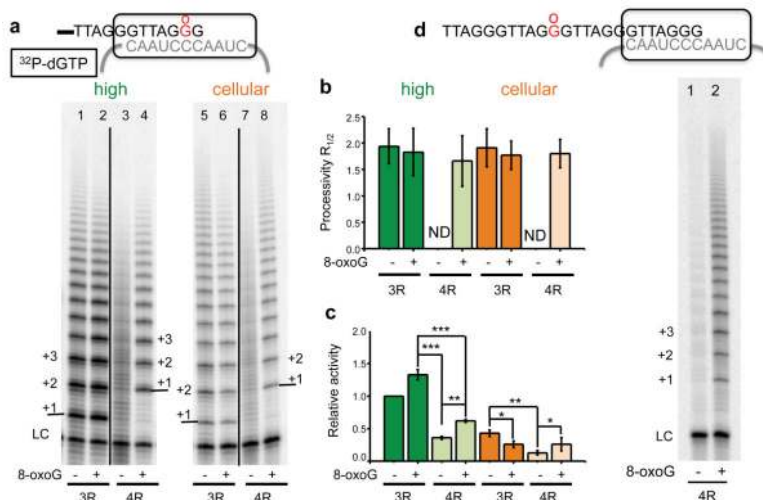 a
O
TTAGGGTTAGGG
CAAUCCCAAUC
³²P-dGTP
high cellular
1 2 3 4 5 6 7 8
+3
+2
+1
+3
+2
+1
+2
+1
+2
+1
LC
8-oxoG - + - + - + - +
3R 4R 3R 4R
b
high cellular
Processivity R1/2
2.5
2.0
1.5
1.0
0.5
0.0
ND ND
8-oxoG - + - + - + - +
3R 4R 3R 4R
c
Relative activity
2.0
1.5
1.0
0.5
0.0
***
***
**
**
*
*
8-oxoG - + - + - + - +
3R 4R 3R 4R
d
O
TTAGGGTTAGGGTTAGGGTTAGGG
CAAUCCCAAUC
1 2
+3
+2
+1
LC
8-oxoG - +
4R